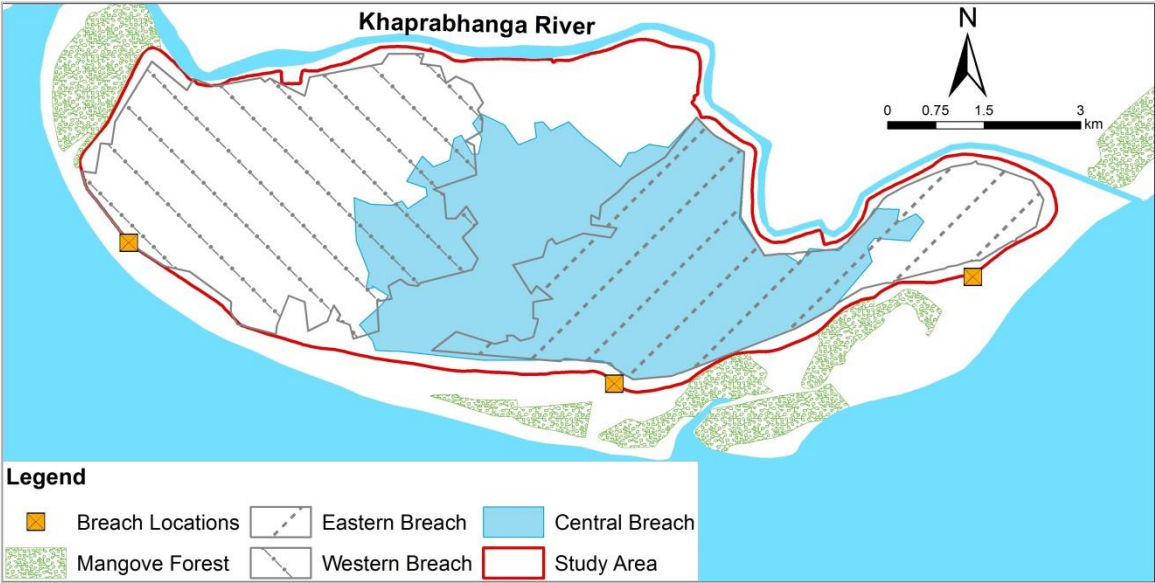 Khaprabhanga River
N
0 0.75 1.5 3
km
Legend
Breach Locations
Eastern Breach
Central Breach
Mangove Forest
Western Breach
Study Area